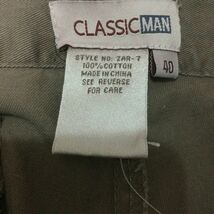 CLASSIC MAN
40
STYLE NO: ZAR-7
100% COTTON
MADE IN CHINA
SEE REVERSE
FOR CARE